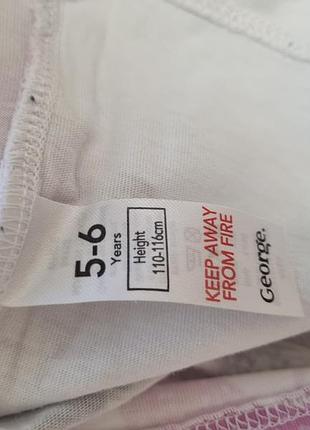 5-6
Years
Height
110-116cm
KEEP AWAY
FROM FIRE
George.